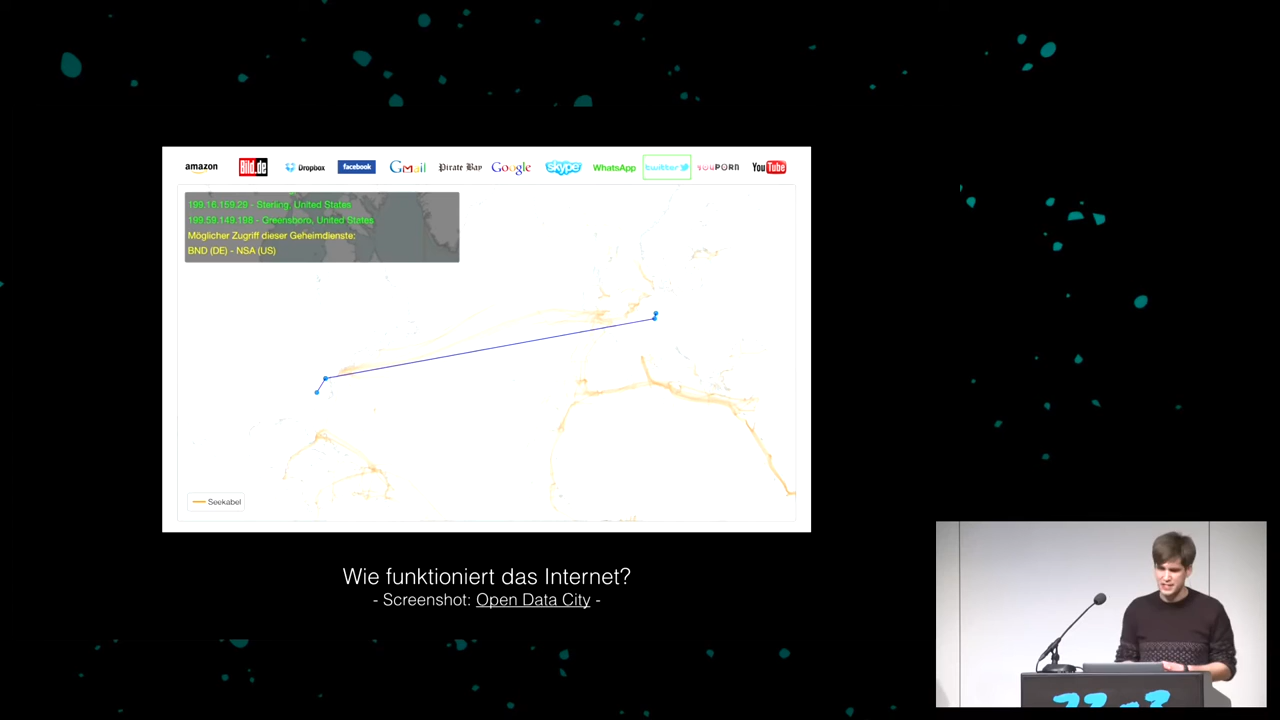 amazon
Bild.de
Dropbox
facebook
Gmail
Pirate Bay
Google
skype
WhatsApp
twitter
YOUPORN
YouTube
199.16.159.29 - Sterling, United States
199.59.149.198 - Greensboro, United States
Möglicher Zugriff dieser Geheimdienste:
BND (DE) - NSA (US)
Seekabel
Wie funktioniert das Internet?
- Screenshot: Open Data City -